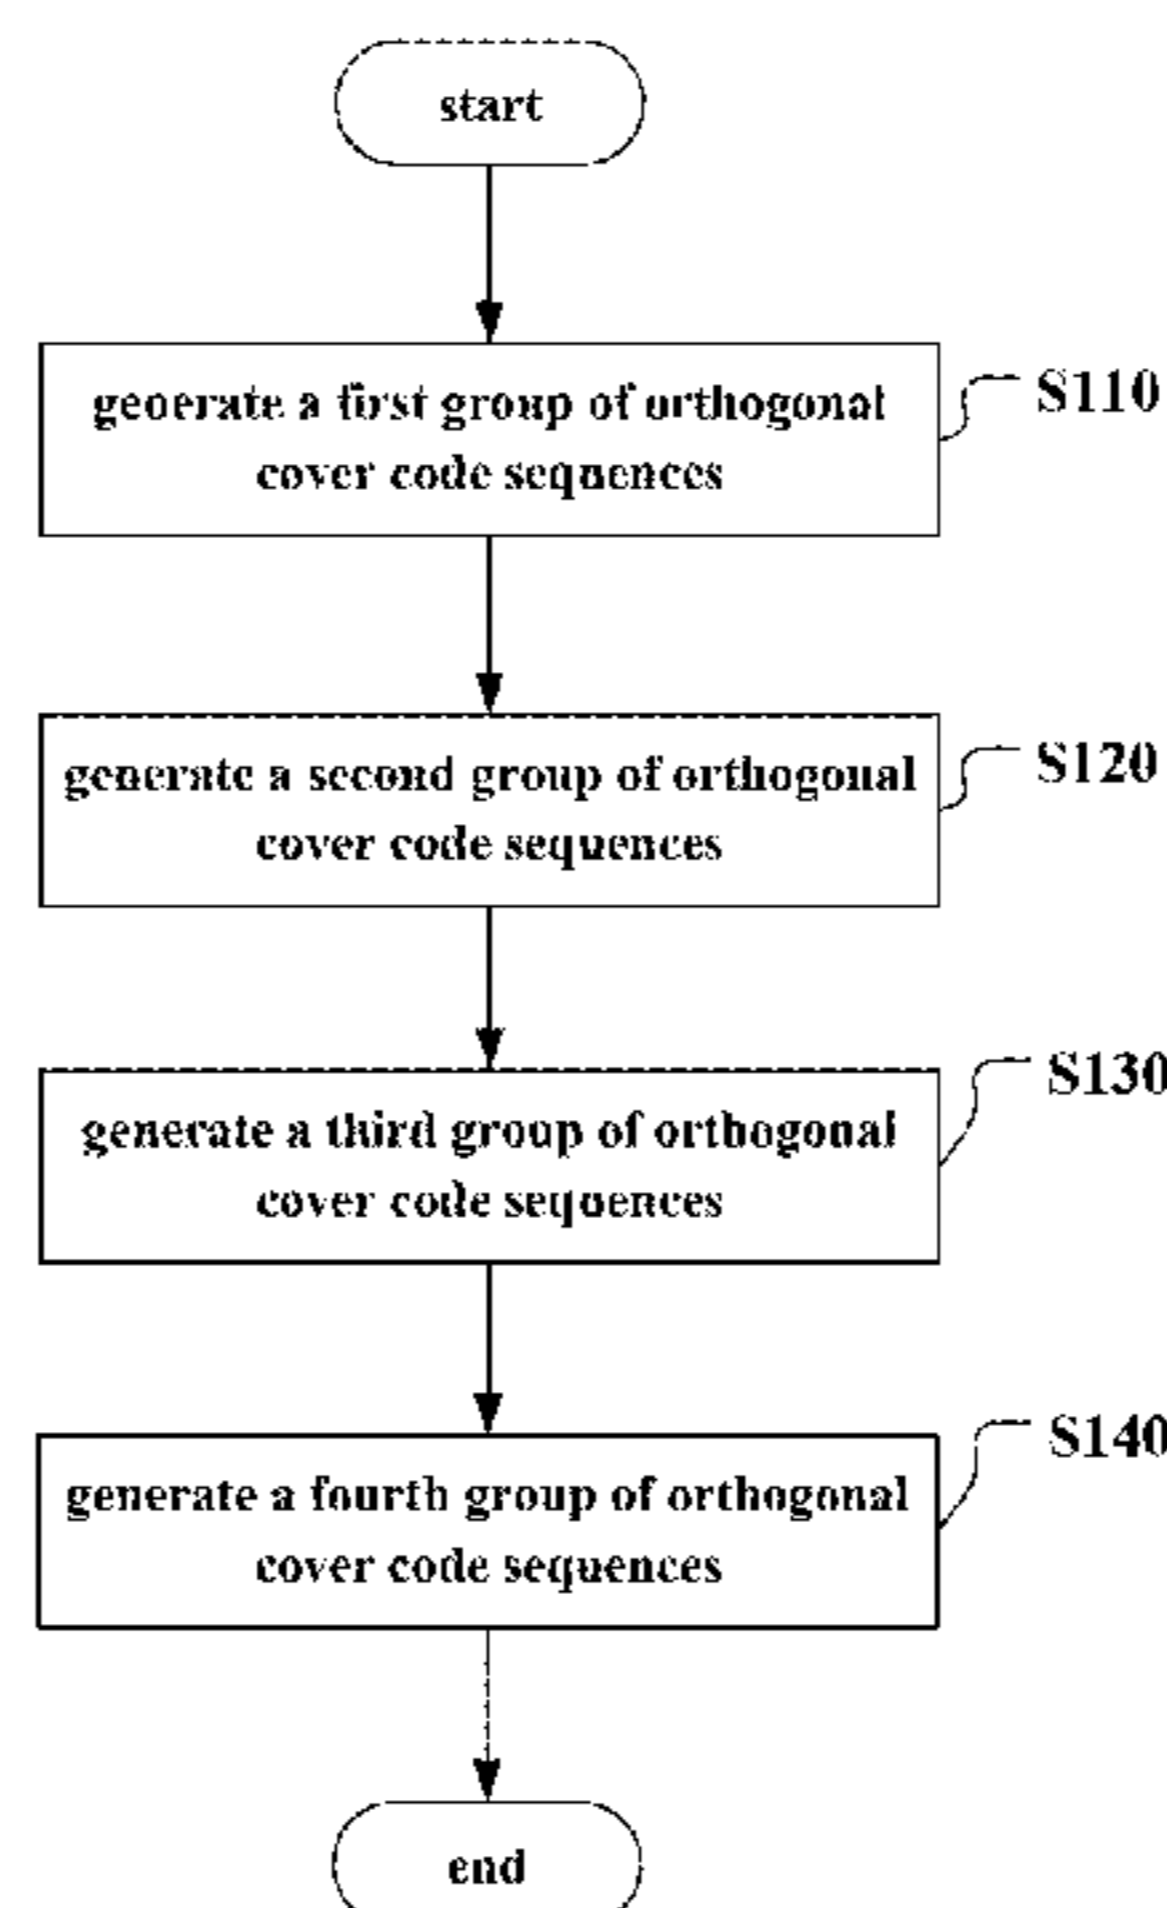 start
generate a first group of orthogonal
cover code sequences
S110
generate a second group of orthogonal
cover code sequences
S120
generate a third group of orthogonal
cover code sequences
S130
generate a fourth group of orthogonal
cover code sequences
S140
end